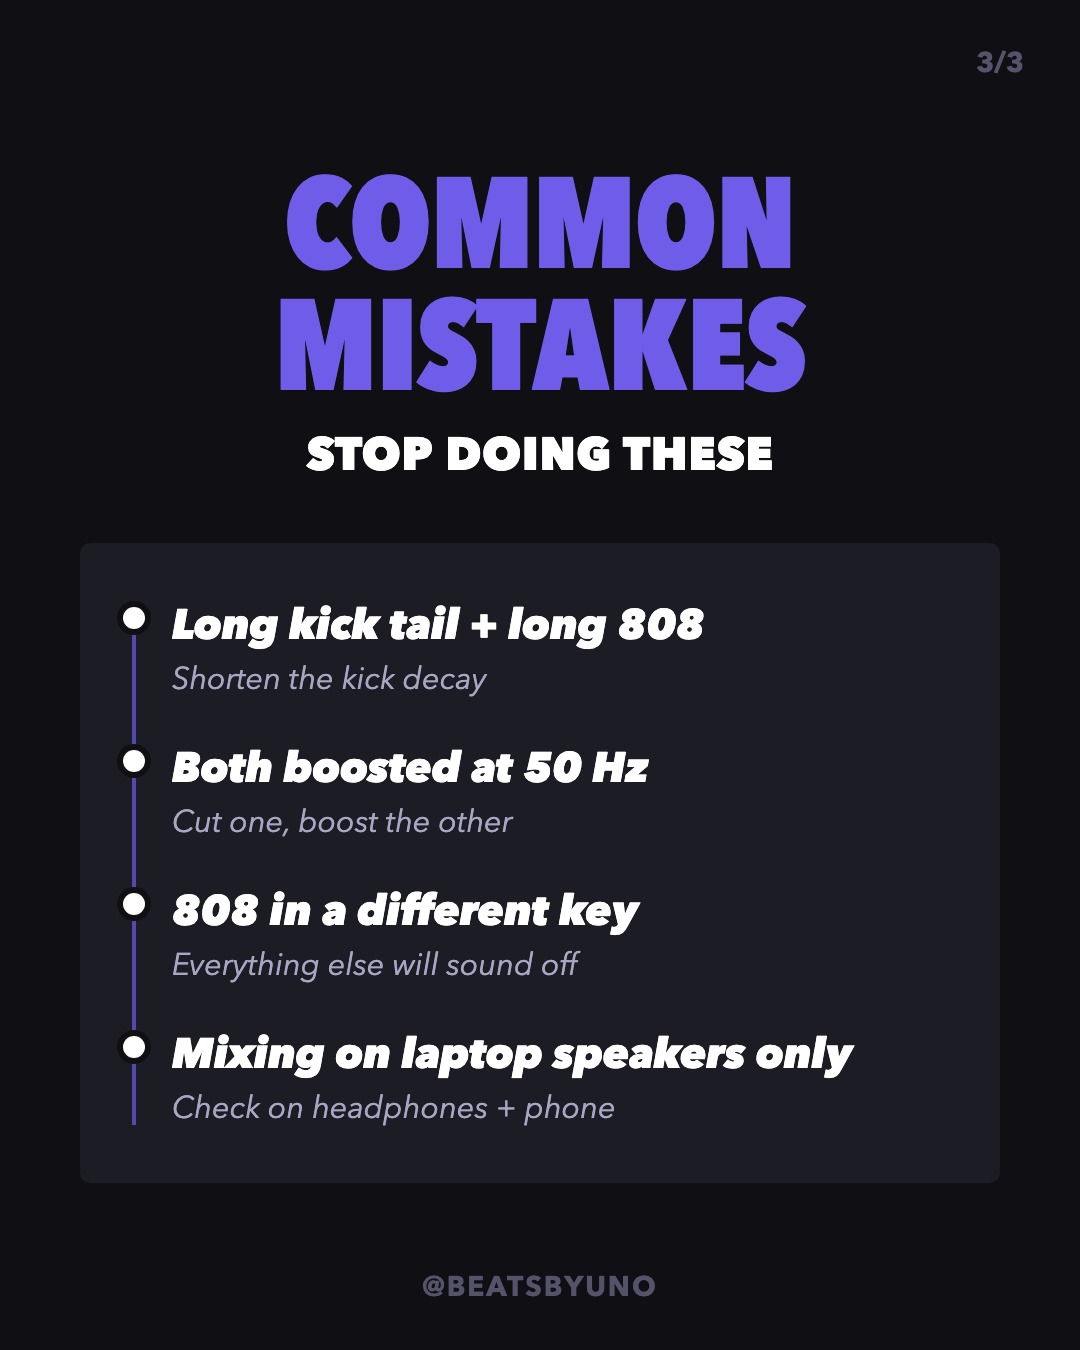 3/3
COMMON
MISTAKES
STOP DOING THESE
Long kick tail + long 808
Shorten the kick decay
Both boosted at 50 Hz
Cut one, boost the other
808 in a different key
Everything else will sound off
Mixing on laptop speakers only
Check on headphones + phone
@BEATSBYUNO